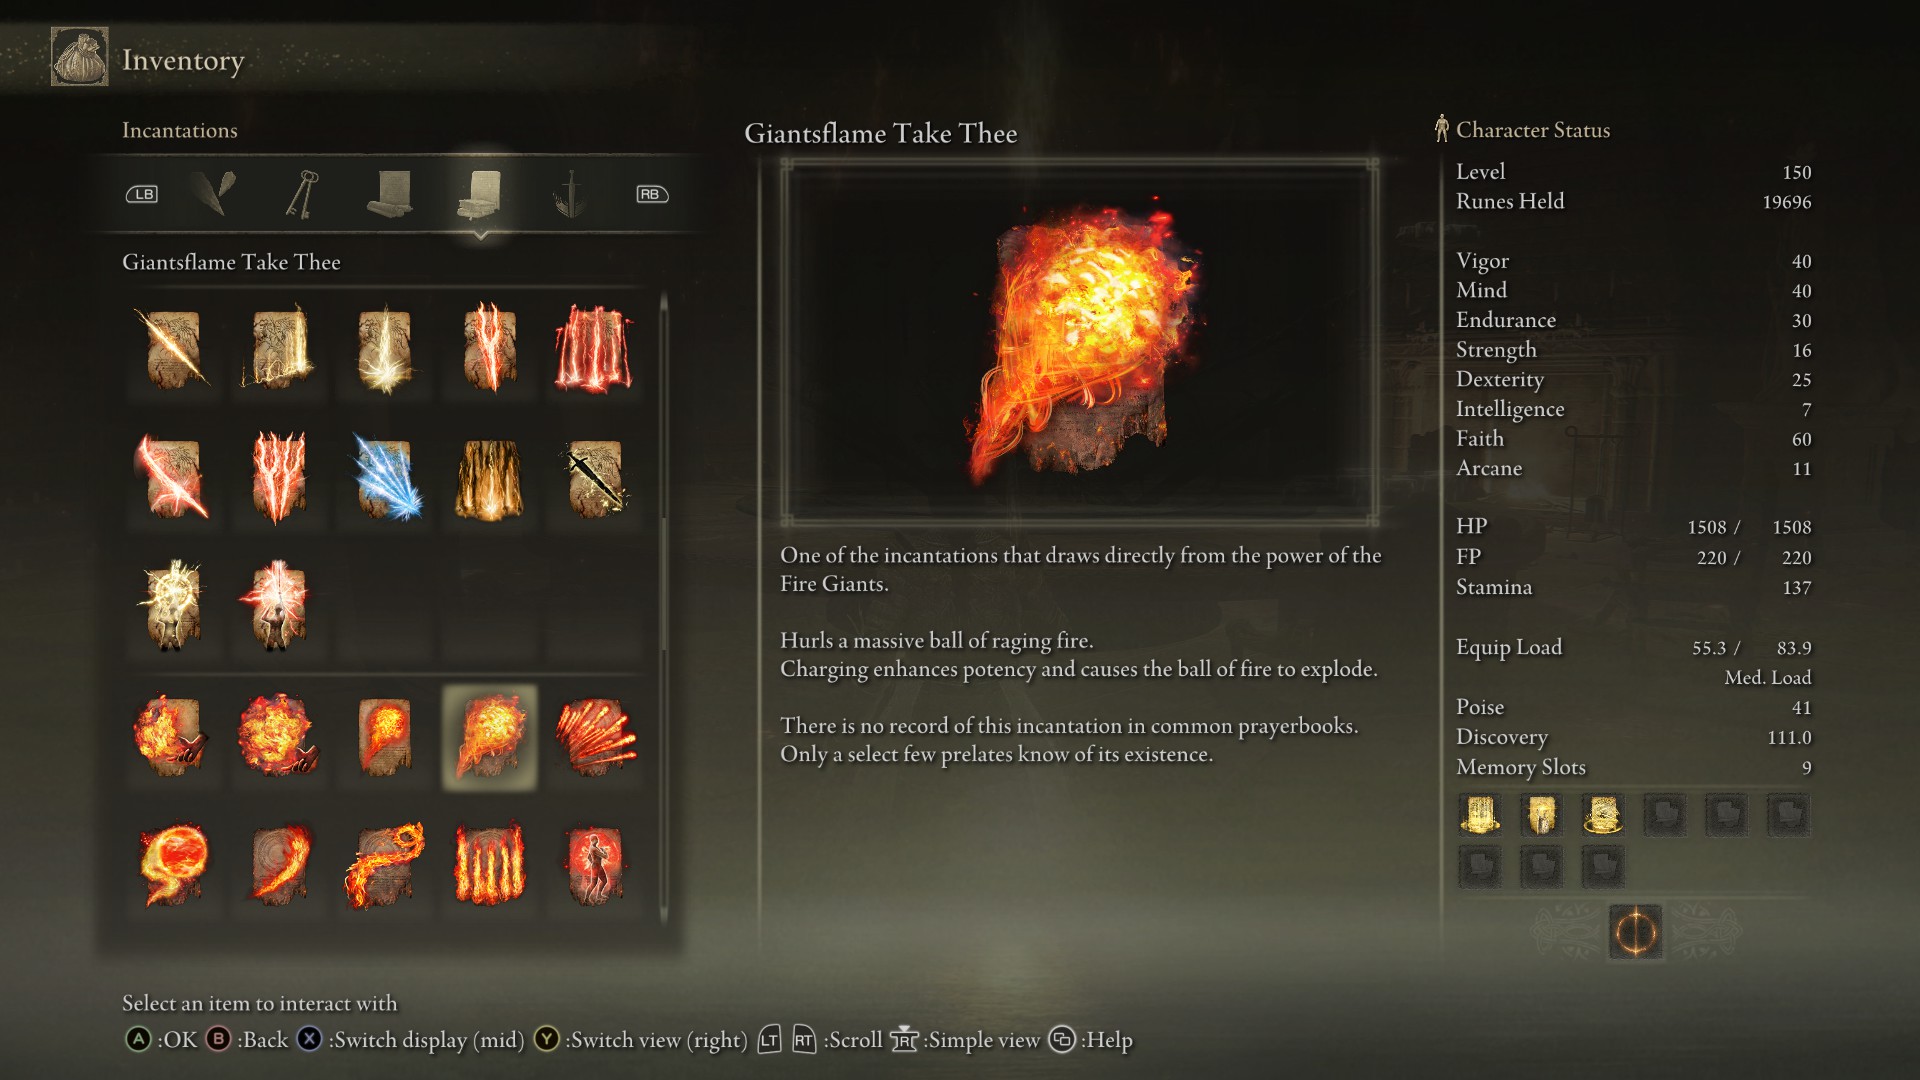 Inventory
Incantations
LB
RB
Giantsflame Take Thee
Giantsflame Take Thee
One of the incantations that draws directly from the power of the
Fire Giants.
Hurls a massive ball of raging fire.
Charging enhances potency and causes the ball of fire to explode.
There is no record of this incantation in common prayerbooks.
Only a select few prelates know of its existence.
Character Status
Level 150
Runes Held 19696
Vigor 40
Mind 40
Endurance 30
Strength 16
Dexterity 25
Intelligence 7
Faith 60
Arcane 11
HP 1508 / 1508
FP 220 / 220
Stamina 137
Equip Load 55.3 / 83.9
Med. Load
Poise 41
Discovery 111.0
Memory Slots 9
Select an item to interact with
A :OK B :Back X :Switch display (mid) Y :Switch view (right) LT RT :Scroll R :Simple view :Help